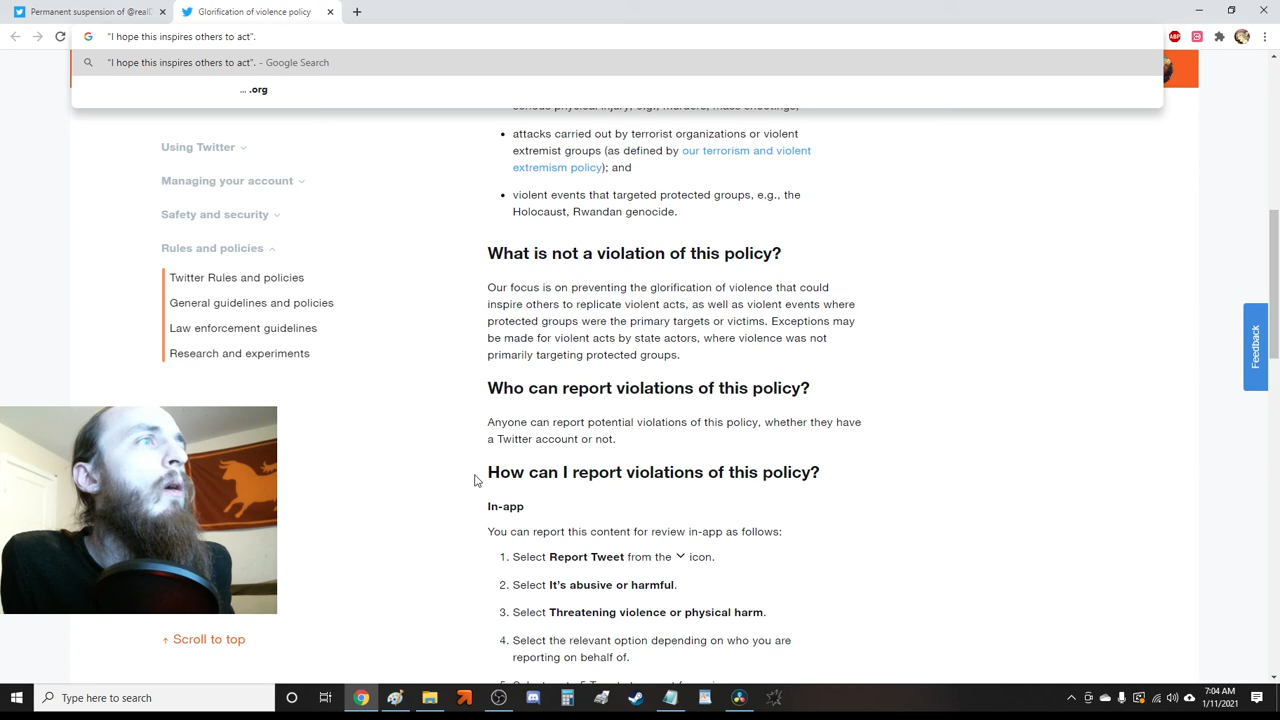 Permanent suspension of @realD
Glorification of violence policy
"I hope this inspires others to act".
"I hope this inspires others to act". - Google Search
... .org
ABP
attacks carried out by terrorist organizations or violent
extremist groups (as defined by our terrorism and violent
extremism policy); and
violent events that targeted protected groups, e.g., the
Holocaust, Rwandan genocide.
Using Twitter
Managing your account
Safety and security
Rules and policies
Twitter Rules and policies
General guidelines and policies
Law enforcement guidelines
Research and experiments
↑ Scroll to top
What is not a violation of this policy?
Our focus is on preventing the glorification of violence that could
inspire others to replicate violent acts, as well as violent events where
protected groups were the primary targets or victims. Exceptions may
be made for violent acts by state actors, where violence was not
primarily targeting protected groups.
Who can report violations of this policy?
Anyone can report potential violations of this policy, whether they have
a Twitter account or not.
How can I report violations of this policy?
In-app
You can report this content for review in-app as follows:
1. Select Report Tweet from the icon.
2. Select It's abusive or harmful.
3. Select Threatening violence or physical harm.
4. Select the relevant option depending on who you are
reporting on behalf of.
Feedback
Type here to search
7:04 AM
1/11/2021